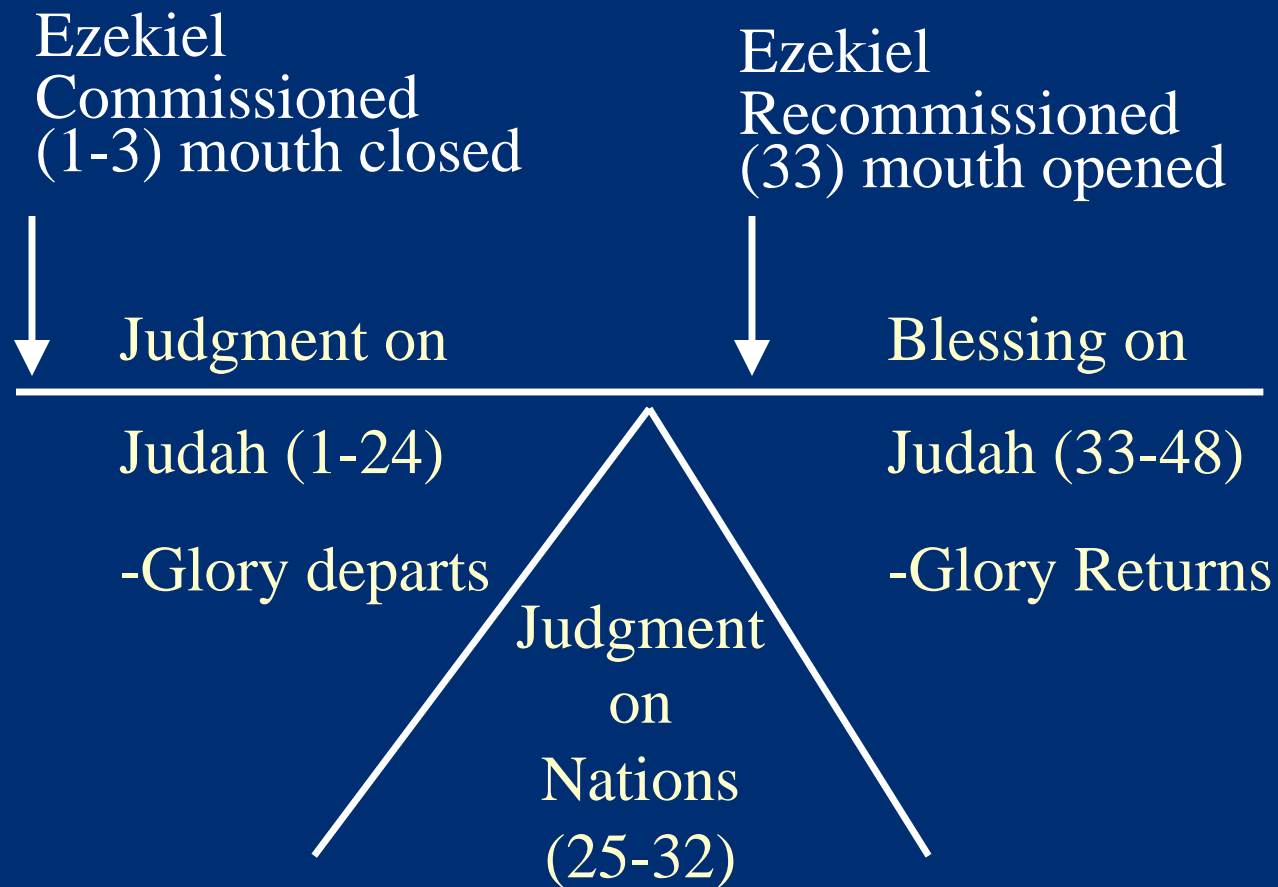 Ezekiel
Commissioned
(1-3) mouth closed
Ezekiel
Recommissioned
(33) mouth opened
Judgment on
Judah (1-24)
-Glory departs
Blessing on
Judah (33-48)
-Glory Returns
Judgment
on
Nations
(25-32)